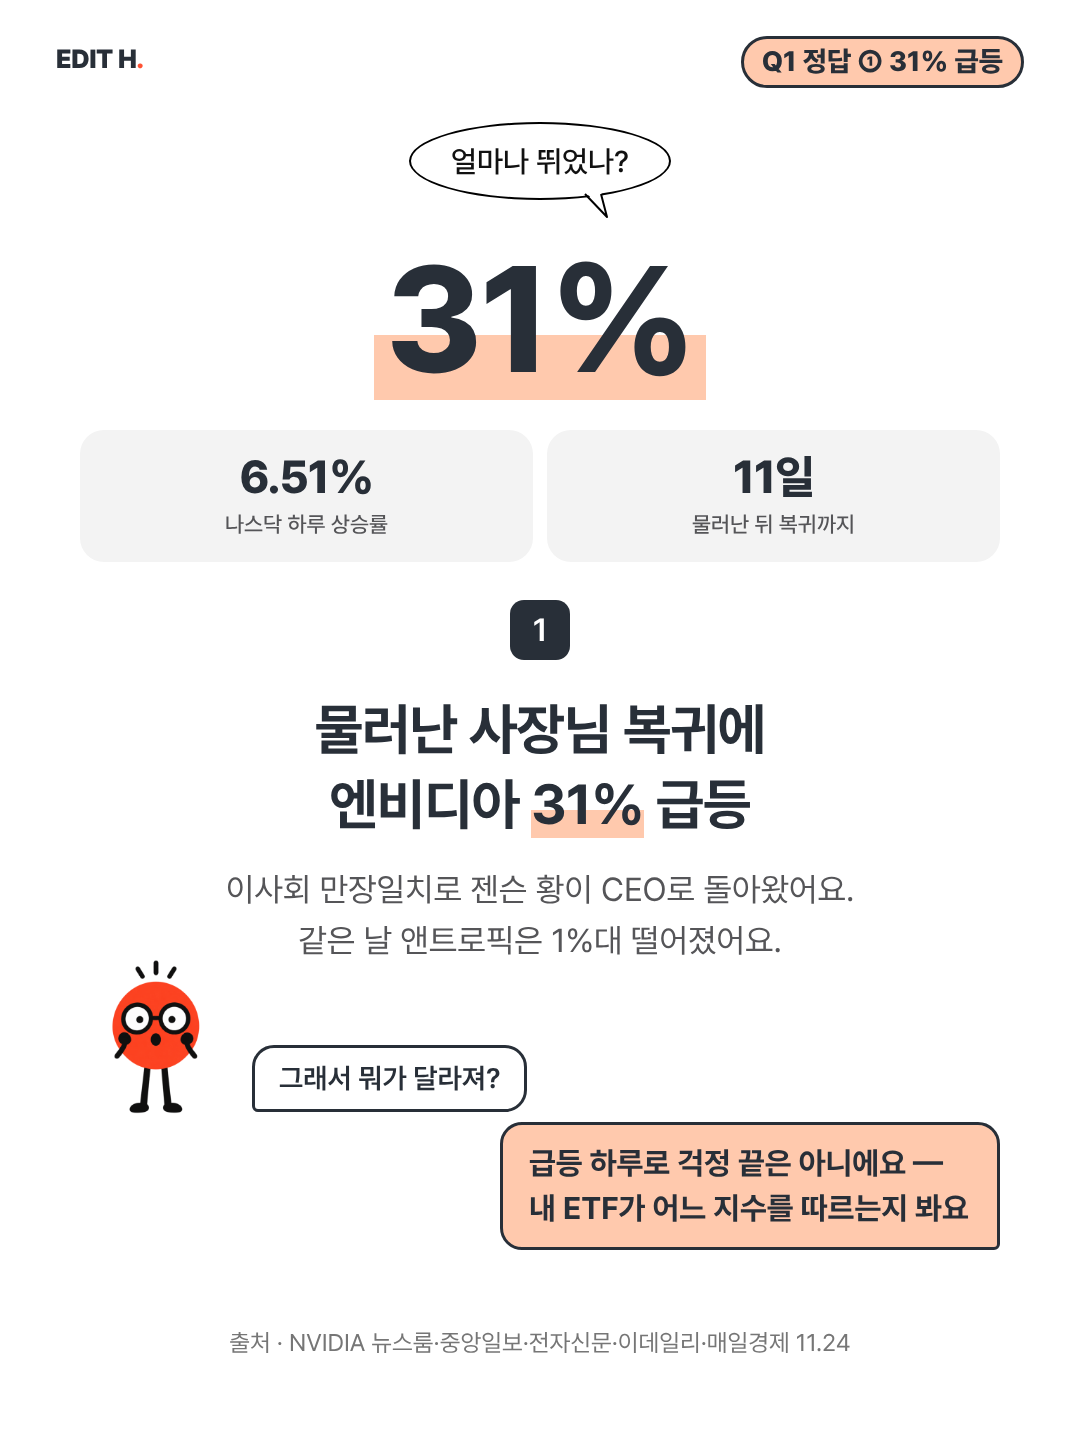 EDIT H.
Q1 정답 ① 31% 급등
얼마나 뛰었나?
31%
6.51%
나스닥 하루 상승률
11일
물러난 뒤 복귀까지
1
물러난 사장님 복귀에
엔비디아 31% 급등
이사회 만장일치로 젠슨 황이 CEO로 돌아왔어요.
같은 날 앤트로픽은 1%대 떨어졌어요.
그래서 뭐가 달라져?
급등 하루로 걱정 끝은 아니에요 —
내 ETF가 어느 지수를 따르는지 봐요
출처 · NVIDIA 뉴스룸·중앙일보·전자신문·이데일리·매일경제 11.24